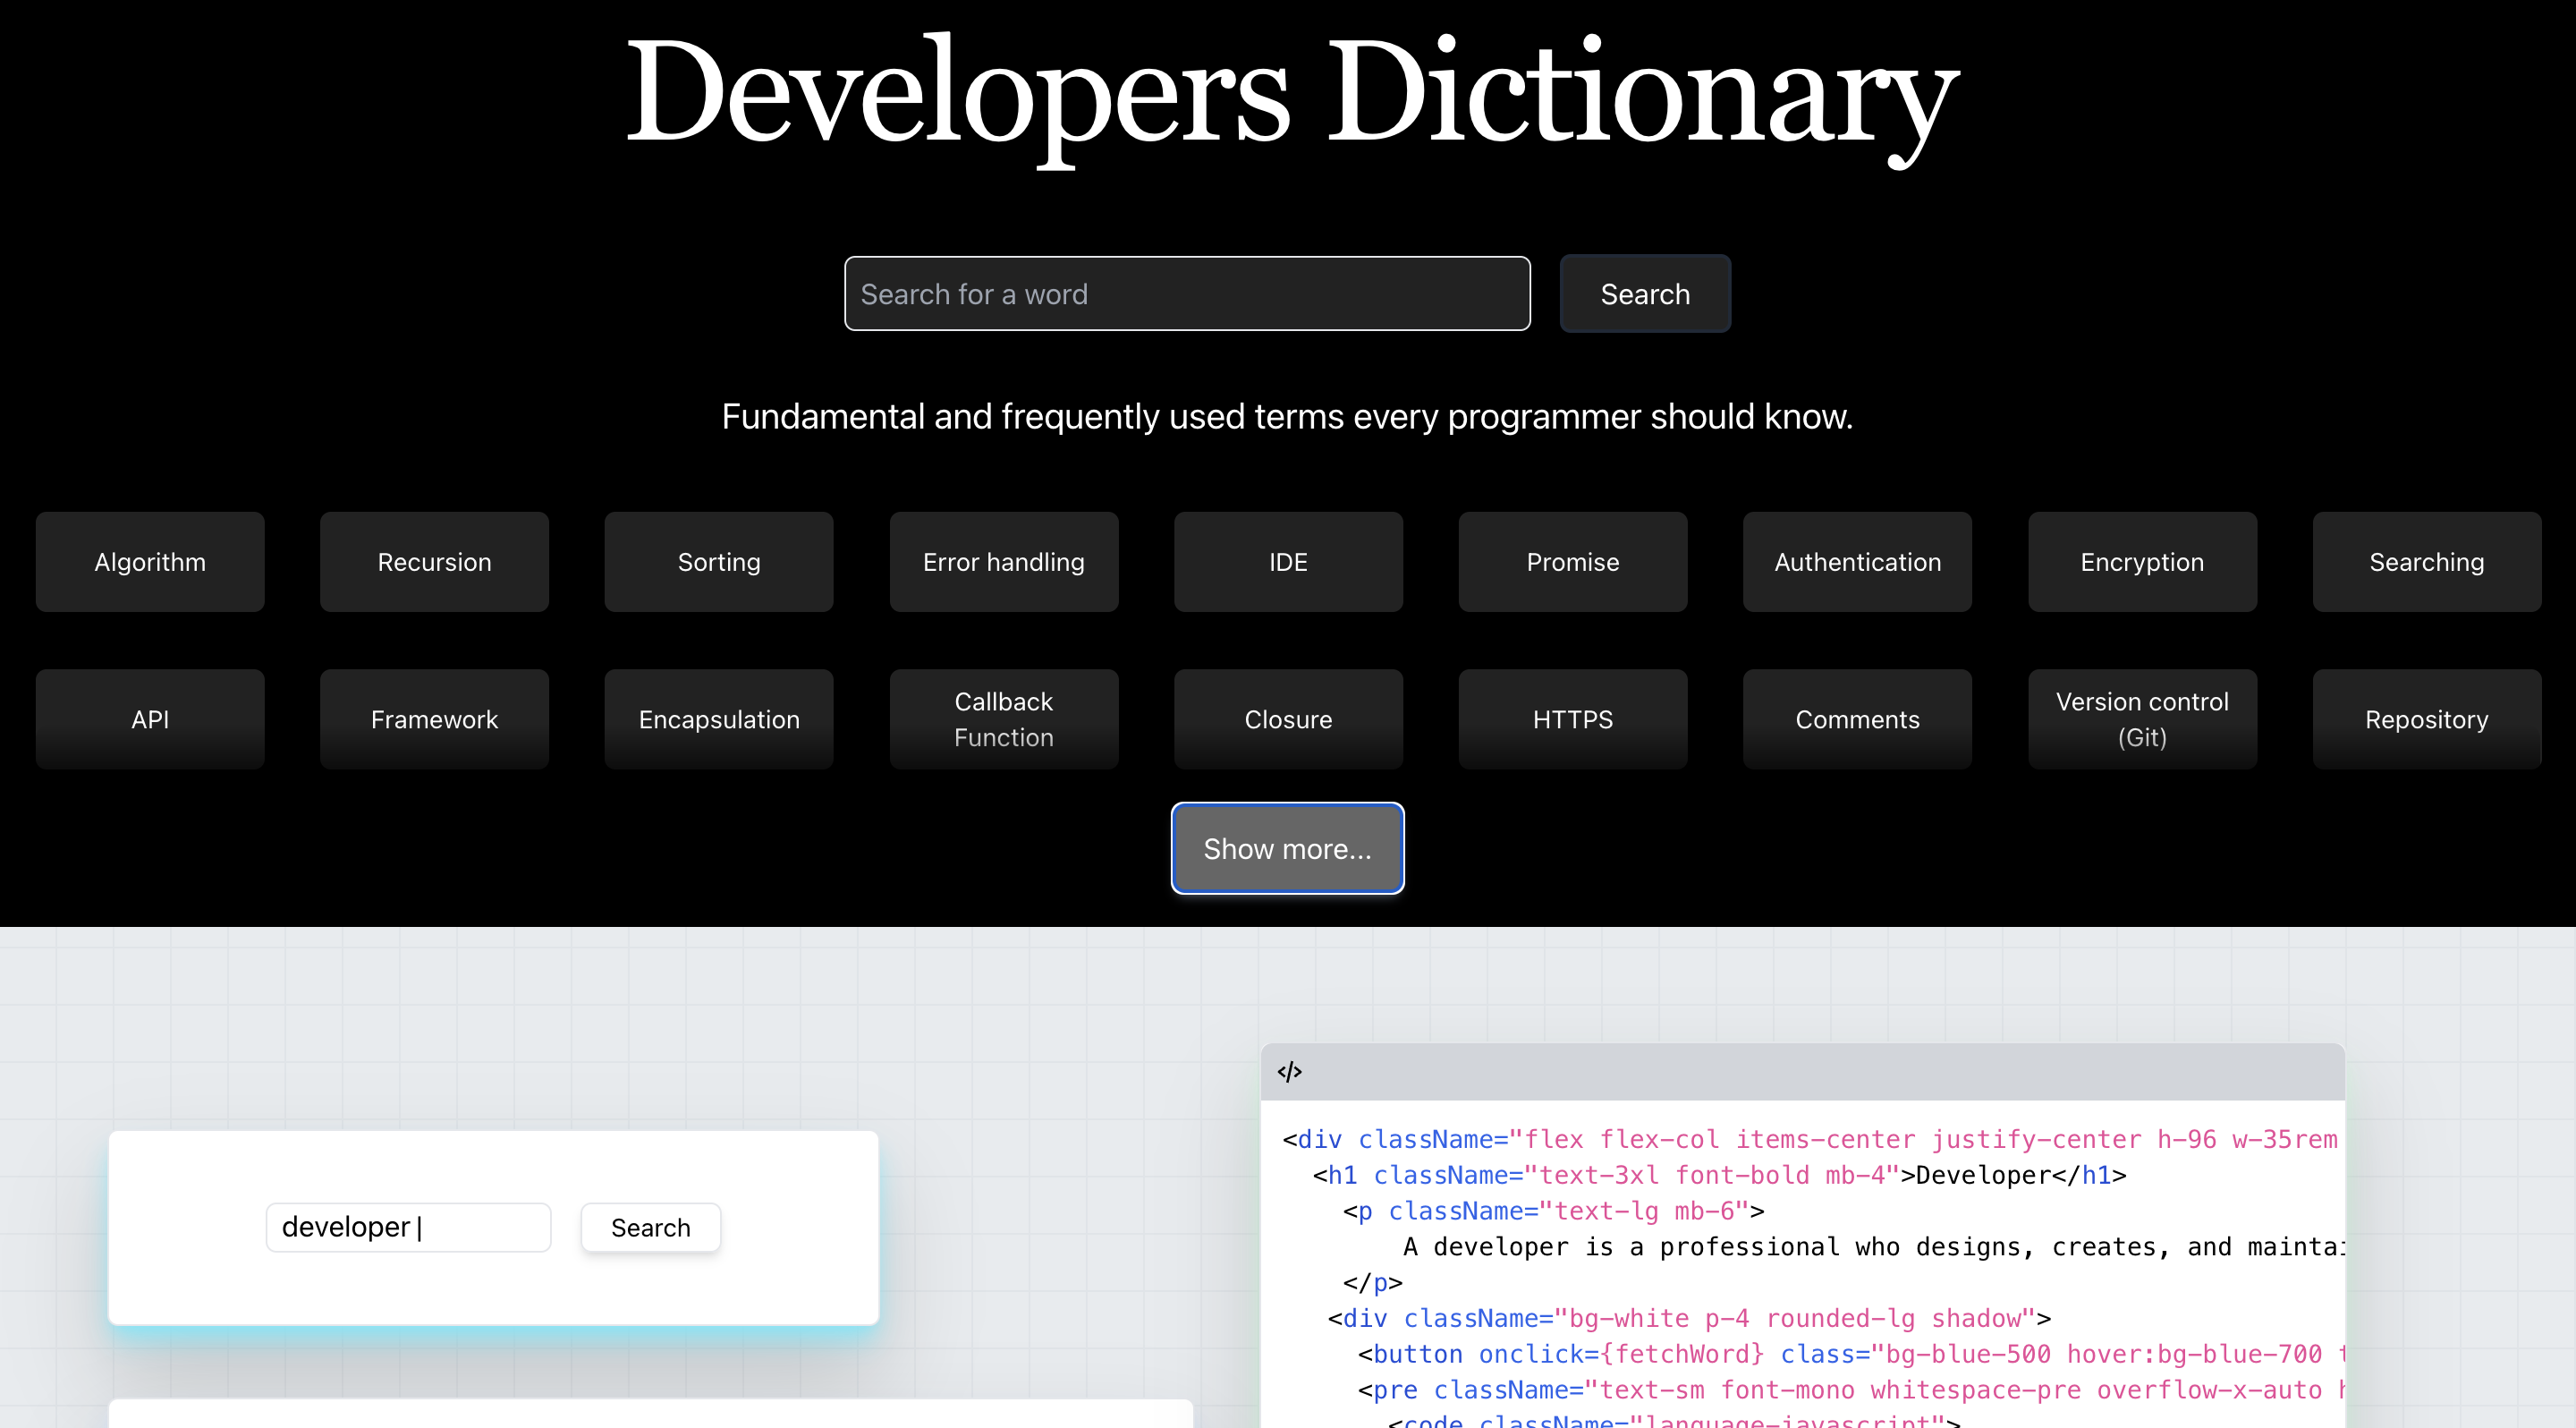 Developers Dictionary
Search for a word
Search
Fundamental and frequently used terms every programmer should know.
Algorithm
Recursion
Sorting
Error handling
IDE
Promise
Authentication
Encryption
Searching
API
Framework
Encapsulation
Callback
Function
Closure
HTTPS
Comments
Version control
(Git)
Repository
Show more...
developer|
Search
</>
<div className="flex flex-col items-center justify-center h-96 w-35rem
<h1 className="text-3xl font-bold mb-4">Developer</h1>
<p className="text-lg mb-6">
A developer is a professional who designs, creates, and maintai
</p>
<div className="bg-white p-4 rounded-lg shadow">
<button onclick={fetchWord} class="bg-blue-500 hover:bg-blue-700
<pre className="text-sm font-mono whitespace-pre overflow-x-auto
<code className="language-javascript">